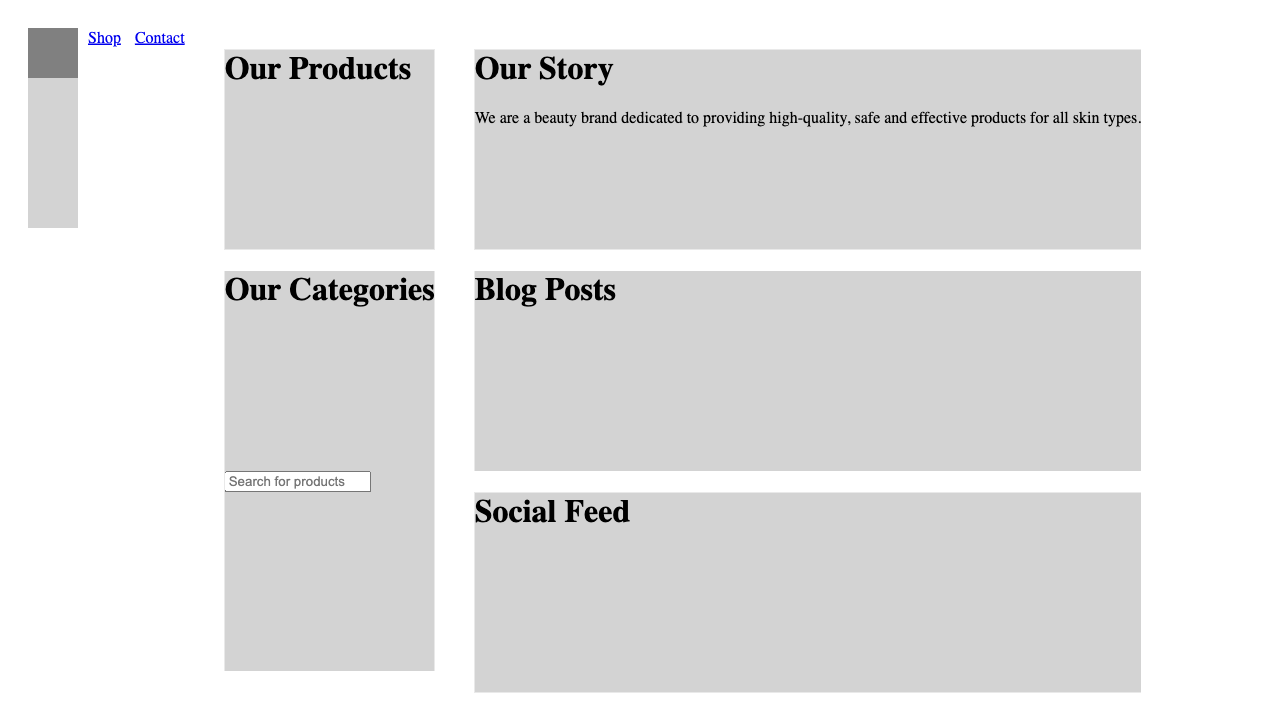 Shop Contact
Our Products
Our Categories
Search for products
Our Story
We are a beauty brand dedicated to providing high-quality, safe and effective products for all skin types.
Blog Posts
Social Feed